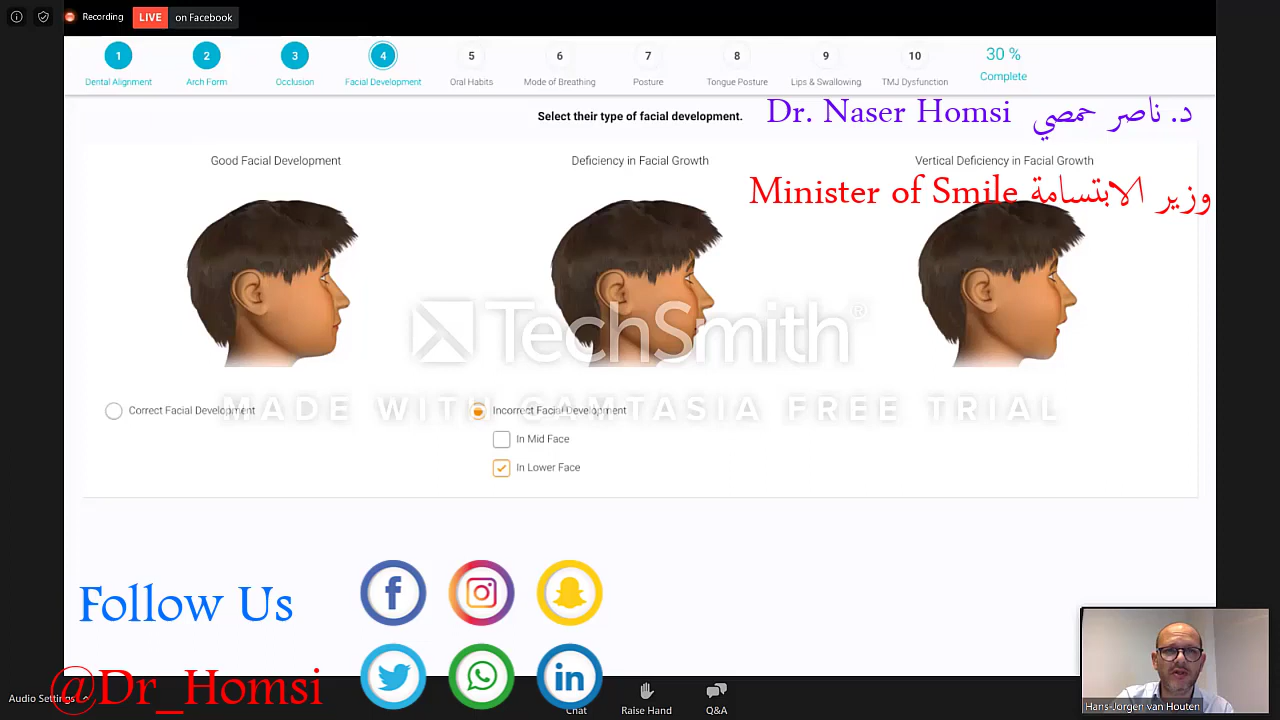 Recording
LIVE on Facebook
1 2 3 4 5 6 7 8 9 10 30 %
Dental Alignment Arch Form Occlusion Facial Development Oral Habits Mode of Breathing Posture Tongue Posture Lips & Swallowing TMJ Dysfunction Complete
Select their type of facial development.
Dr. Naser Homsi د. ناصر حمصي
Good Facial Development Deficiency in Facial Growth Vertical Deficiency in Facial Growth
Minister of Smile وزير الابتسامة
TechSmith®
MADE WITH CAMTASIA FREE TRIAL
Correct Facial Development Incorrect Facial Development
In Mid Face
In Lower Face
Follow Us
@Dr_Homsi
Audio Settings
Chat Raise Hand Q&A
Hans-Jorgen van Houten